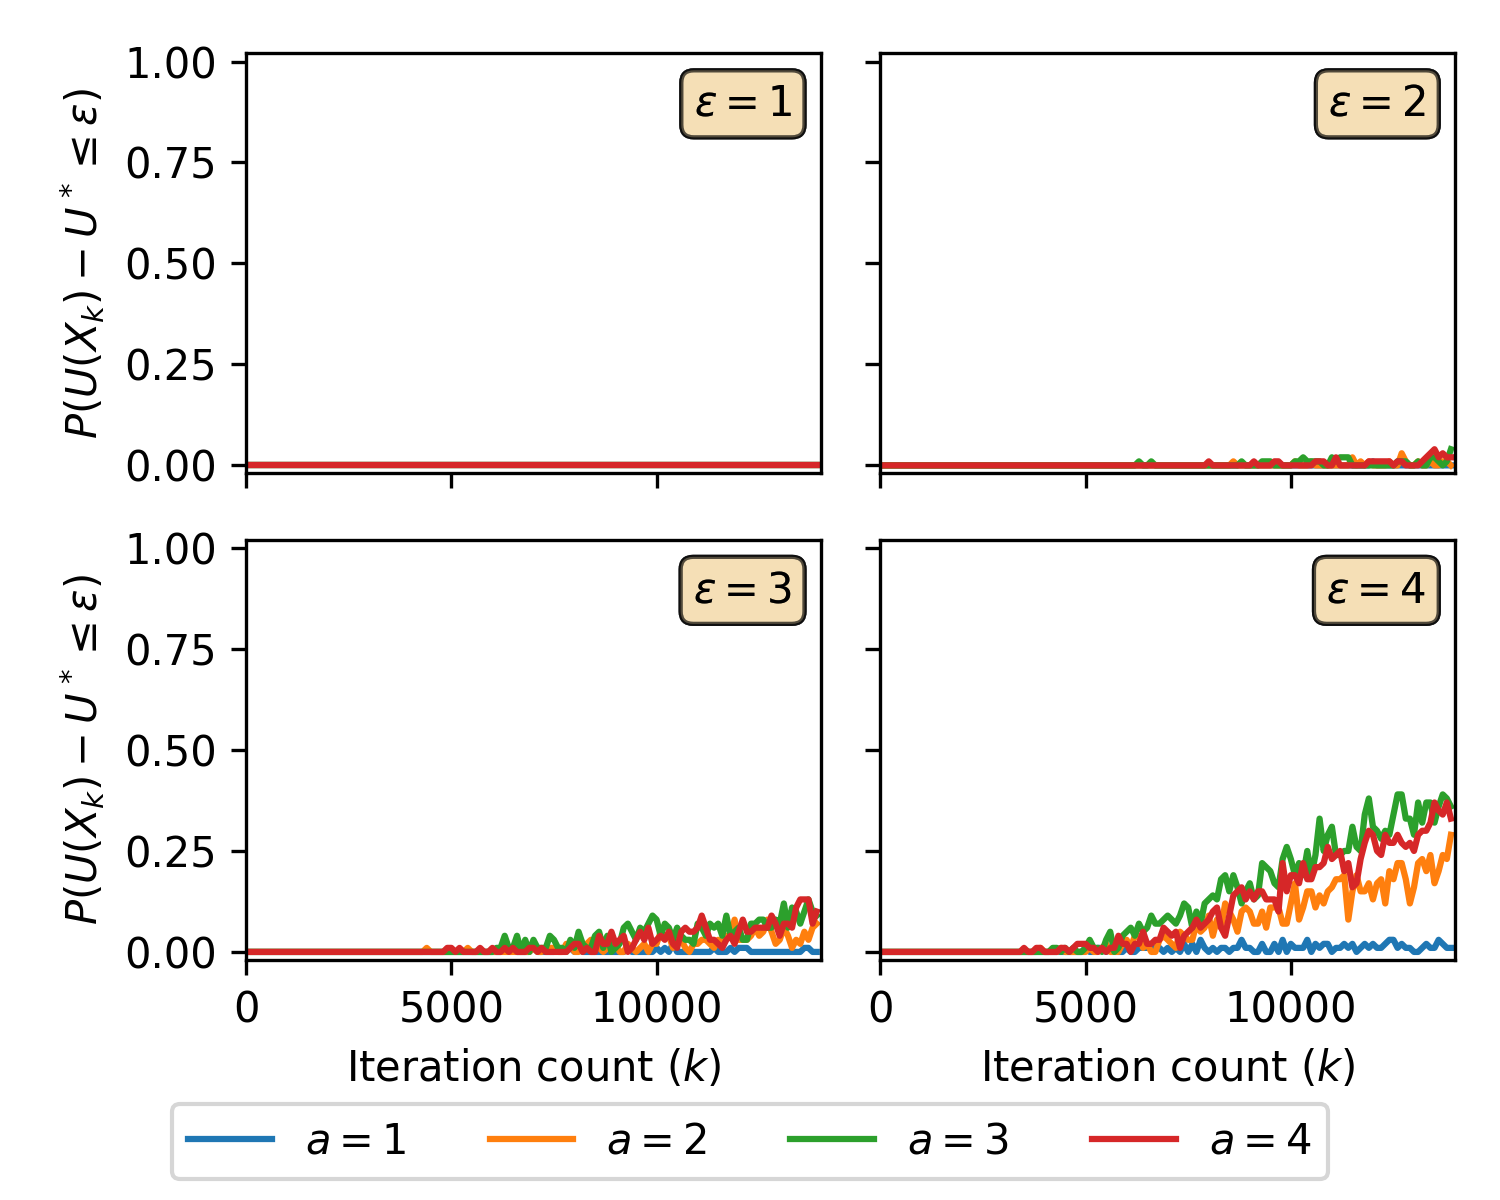 1.00
0.75
0.50
0.25
0.00
P(U(X_k) − U* ≤ ε)
ε = 1
ε = 2
1.00
0.75
0.50
0.25
0.00
P(U(X_k) − U* ≤ ε)
ε = 3
ε = 4
0 5000 10000
0 5000 10000
Iteration count (k)
Iteration count (k)
a = 1 a = 2 a = 3 a = 4